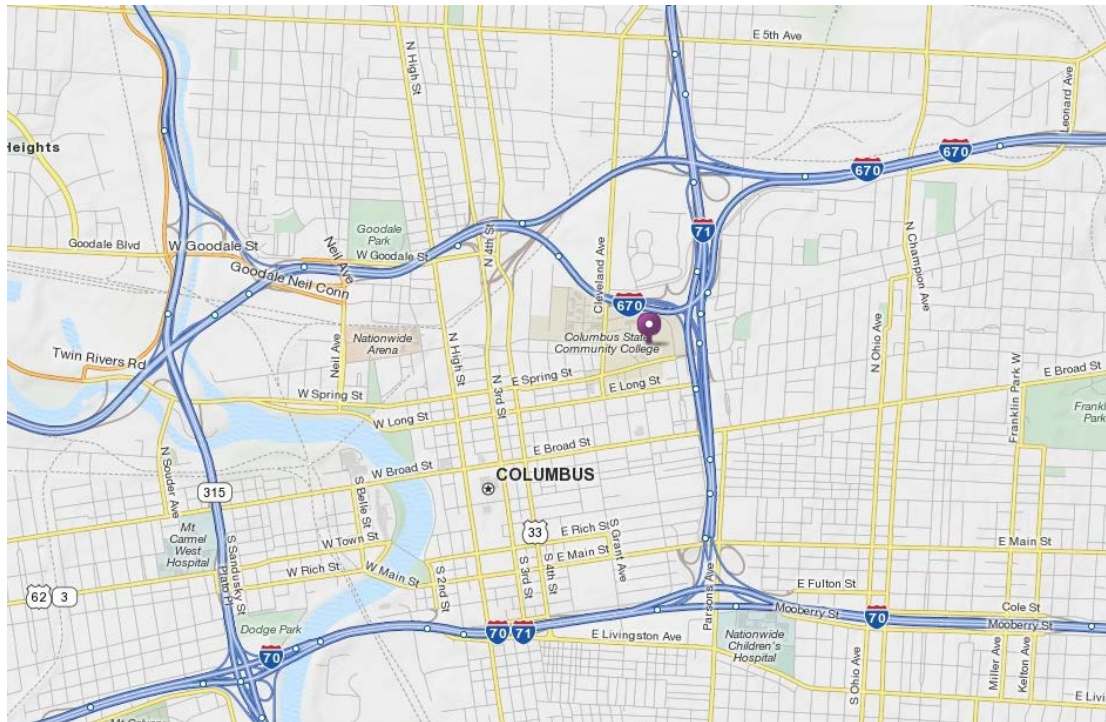 E 5th Ave
N High St
Leonard Ave
Heights
670
670
Goodale
Park
N 4th St
71
N Champion Ave
Goodale Blvd
W Goodale St
Neil Ave
W Goodale St
Cleveland Ave
Goodale Neil Conn
670
Nationwide
Arena
Columbus State
Community College
N High St
N Ohio Ave
Twin Rivers Rd
Neil Ave
E Spring St
E Long St
N 3rd St
W Spring St
W Long St
E Broad St
Franklin Park W
Franklin
Park
E Broad St
W Broad St
N Souder Ave
COLUMBUS
315
S Belle St
33
E Rich St
S Grant Ave
Mt
Carmel
West
Hospital
W Town St
E Main St
E Main St
W Rich St
W Main St
S Sandusky St
Plato Pl
S 2nd St
S 3rd St
S 4th St
Parsons Ave
E Fulton St
62
3
Mooberry St
Cole St
70
Mooberry St
Dodge Park
70
71
E Livingston Ave
Nationwide
Children's
Hospital
70
Miller Ave
Kelton Ave
S Ohio Ave
E Liv